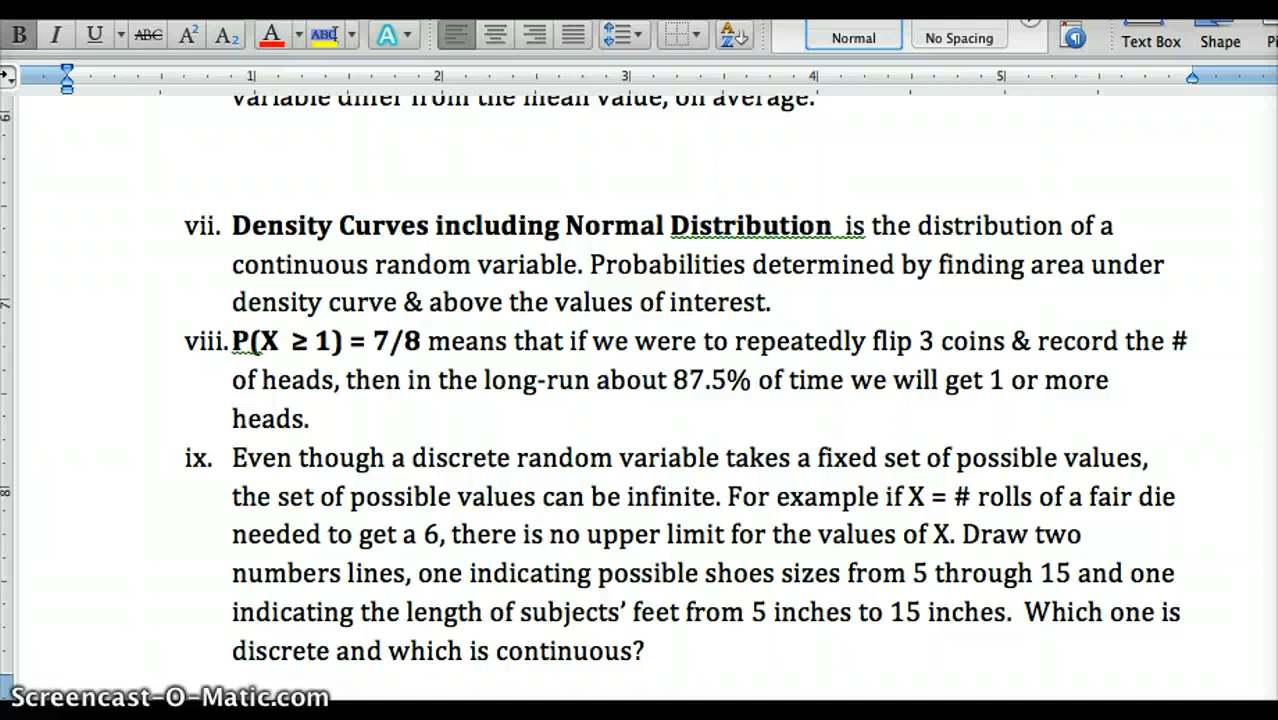 B I U ABC A² A₂ A ABC A Normal No Spacing Text Box Shape
1 2 3 4 5
variable differ from the mean value, on average.
vii. Density Curves including Normal Distribution is the distribution of a
continuous random variable. Probabilities determined by finding area under
density curve & above the values of interest.
viii. P(X ≥ 1) = 7/8 means that if we were to repeatedly flip 3 coins & record the #
of heads, then in the long-run about 87.5% of time we will get 1 or more
heads.
ix. Even though a discrete random variable takes a fixed set of possible values,
the set of possible values can be infinite. For example if X = # rolls of a fair die
needed to get a 6, there is no upper limit for the values of X. Draw two
numbers lines, one indicating possible shoes sizes from 5 through 15 and one
indicating the length of subjects’ feet from 5 inches to 15 inches. Which one is
discrete and which is continuous?
Screencast-O-Matic.com